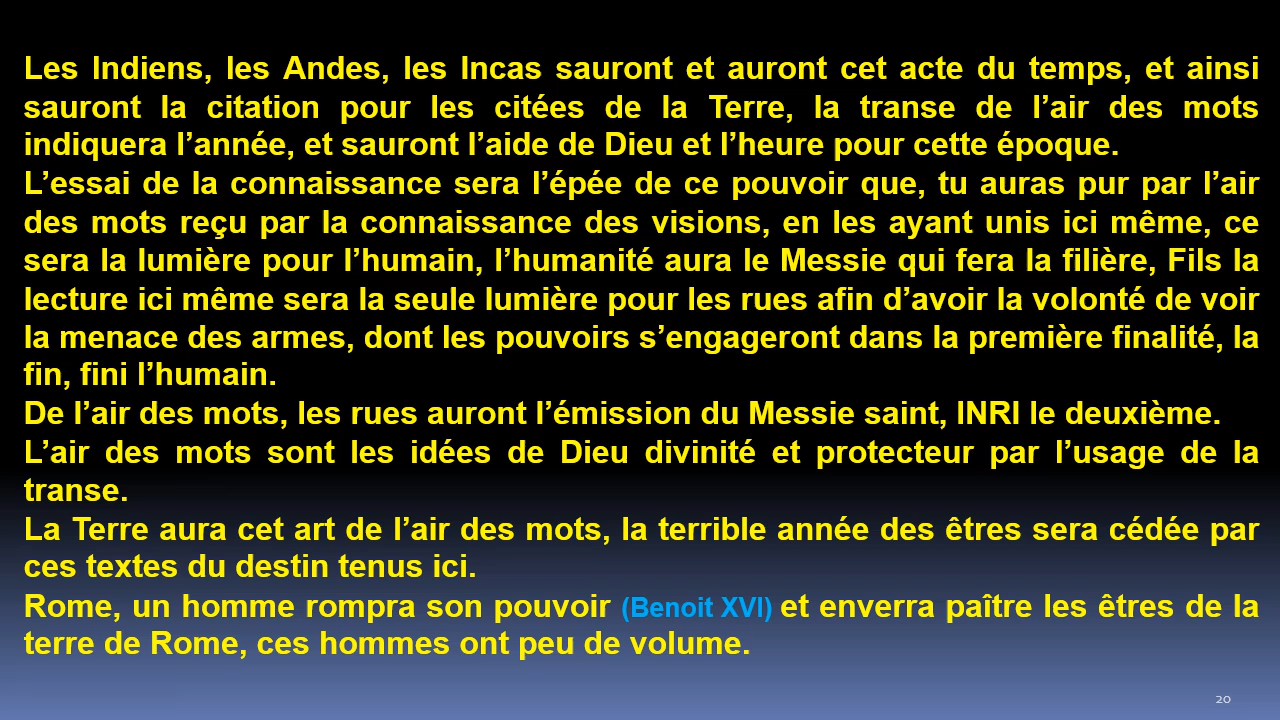 Les Indiens, les Andes, les Incas sauront et auront cet acte du temps, et ainsi
sauront la citation pour les citées de la Terre, la transe de l’air des mots
indiquera l’année, et sauront l’aide de Dieu et l’heure pour cette époque.
L’essai de la connaissance sera l’épée de ce pouvoir que, tu auras pur par l’air
des mots reçu par la connaissance des visions, en les ayant unis ici même, ce
sera la lumière pour l’humain, l’humanité aura le Messie qui fera la filière, Fils la
lecture ici même sera la seule lumière pour les rues afin d’avoir la volonté de voir
la menace des armes, dont les pouvoirs s’engageront dans la première finalité, la
fin, fini l’humain.
De l’air des mots, les rues auront l’émission du Messie saint, INRI le deuxième.
L’air des mots sont les idées de Dieu divinité et protecteur par l’usage de la
transe.
La Terre aura cet art de l’air des mots, la terrible année des êtres sera cédée par
ces textes du destin tenus ici.
Rome, un homme rompra son pouvoir (Benoit XVI) et enverra paître les êtres de la
terre de Rome, ces hommes ont peu de volume.
20